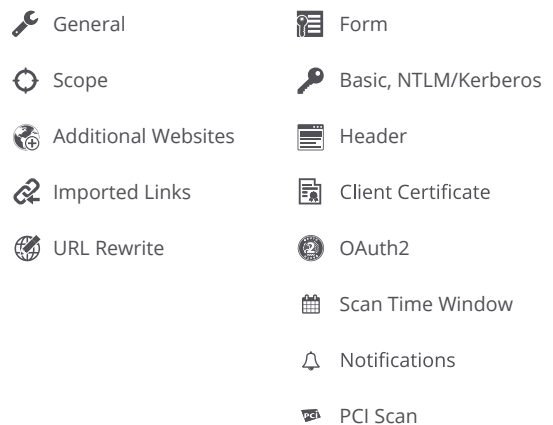 General
Scope
Additional Websites
Imported Links
URL Rewrite
Form
Basic, NTLM/Kerberos
Header
Client Certificate
OAuth2
Scan Time Window
Notifications
PCI Scan